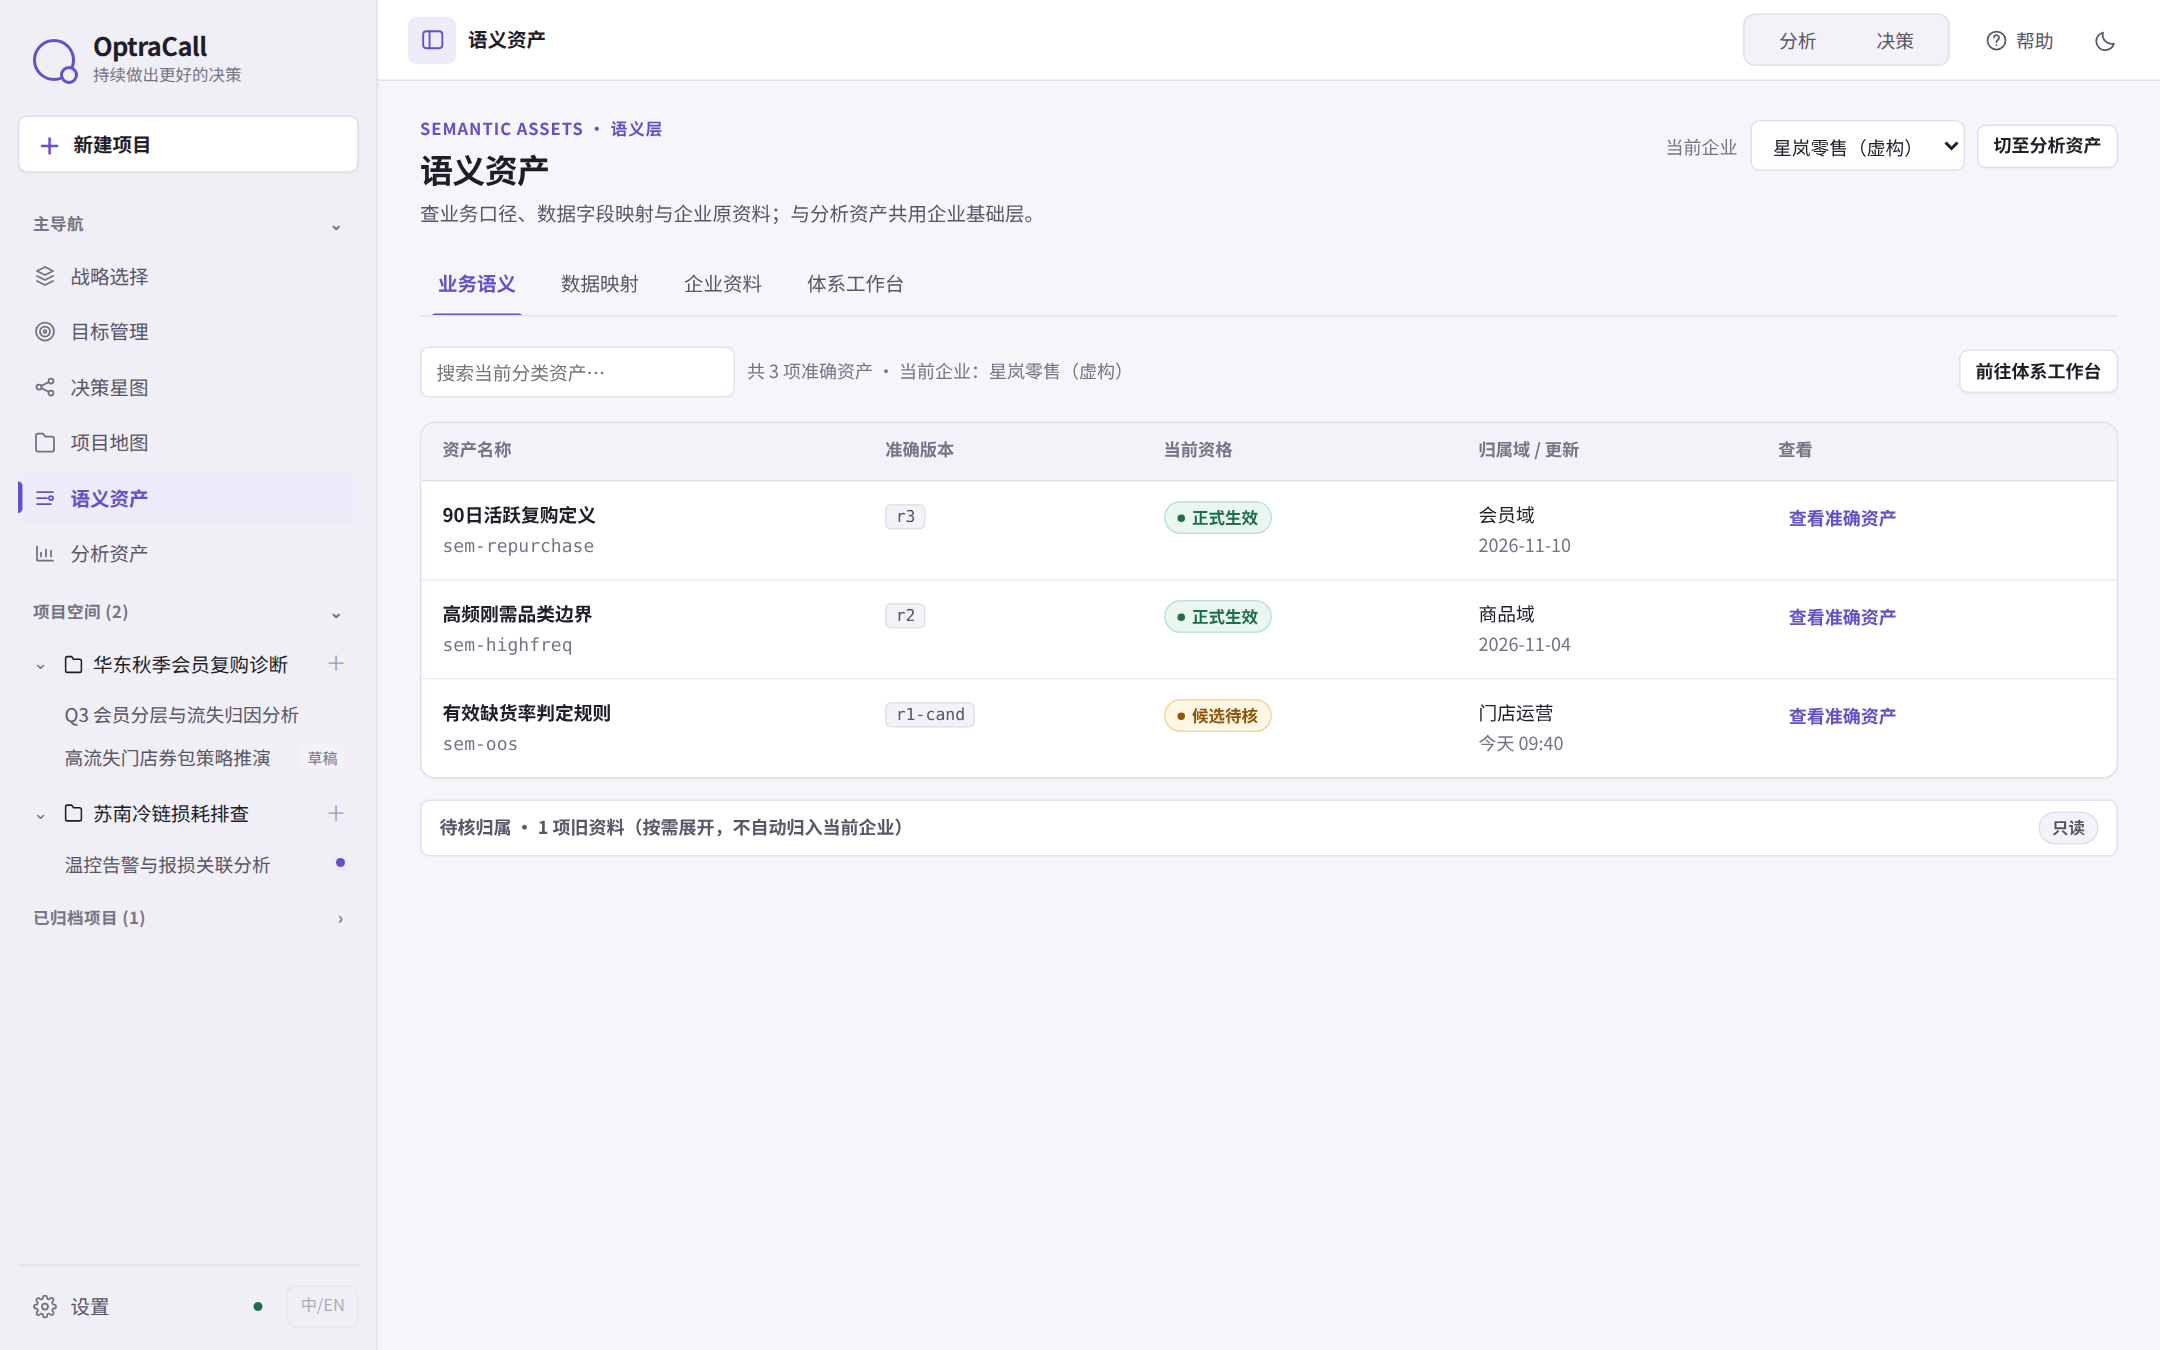 OptraCall
持续做出更好的决策
新建项目
主导航
战略选择
目标管理
决策星图
项目地图
语义资产
分析资产
项目空间 (2)
华东秋季会员复购诊断
Q3 会员分层与流失归因分析
高流失门店券包策略推演 草稿
苏南冷链损耗排查
温控告警与报损关联分析
已归档项目 (1)
设置 中/EN
语义资产
分析 决策 帮助
SEMANTIC ASSETS · 语义层
语义资产
查业务口径、数据字段映射与企业原资料；与分析资产共用企业基础层。
当前企业 星岚零售（虚构） 切至分析资产
业务语义 数据映射 企业资料 体系工作台
搜索当前分类资产… 共 3 项准确资产 · 当前企业：星岚零售（虚构） 前往体系工作台
资产名称 准确版本 当前资格 归属域 / 更新 查看
90日活跃复购定义 r3 正式生效 会员域 查看准确资产
sem-repurchase 2026-11-10
高频刚需品类边界 r2 正式生效 商品域 查看准确资产
sem-highfreq 2026-11-04
有效缺货率判定规则 r1-cand 候选待核 门店运营 查看准确资产
sem-oos 今天 09:40
待核归属 · 1 项旧资料（按需展开，不自动归入当前企业） 只读